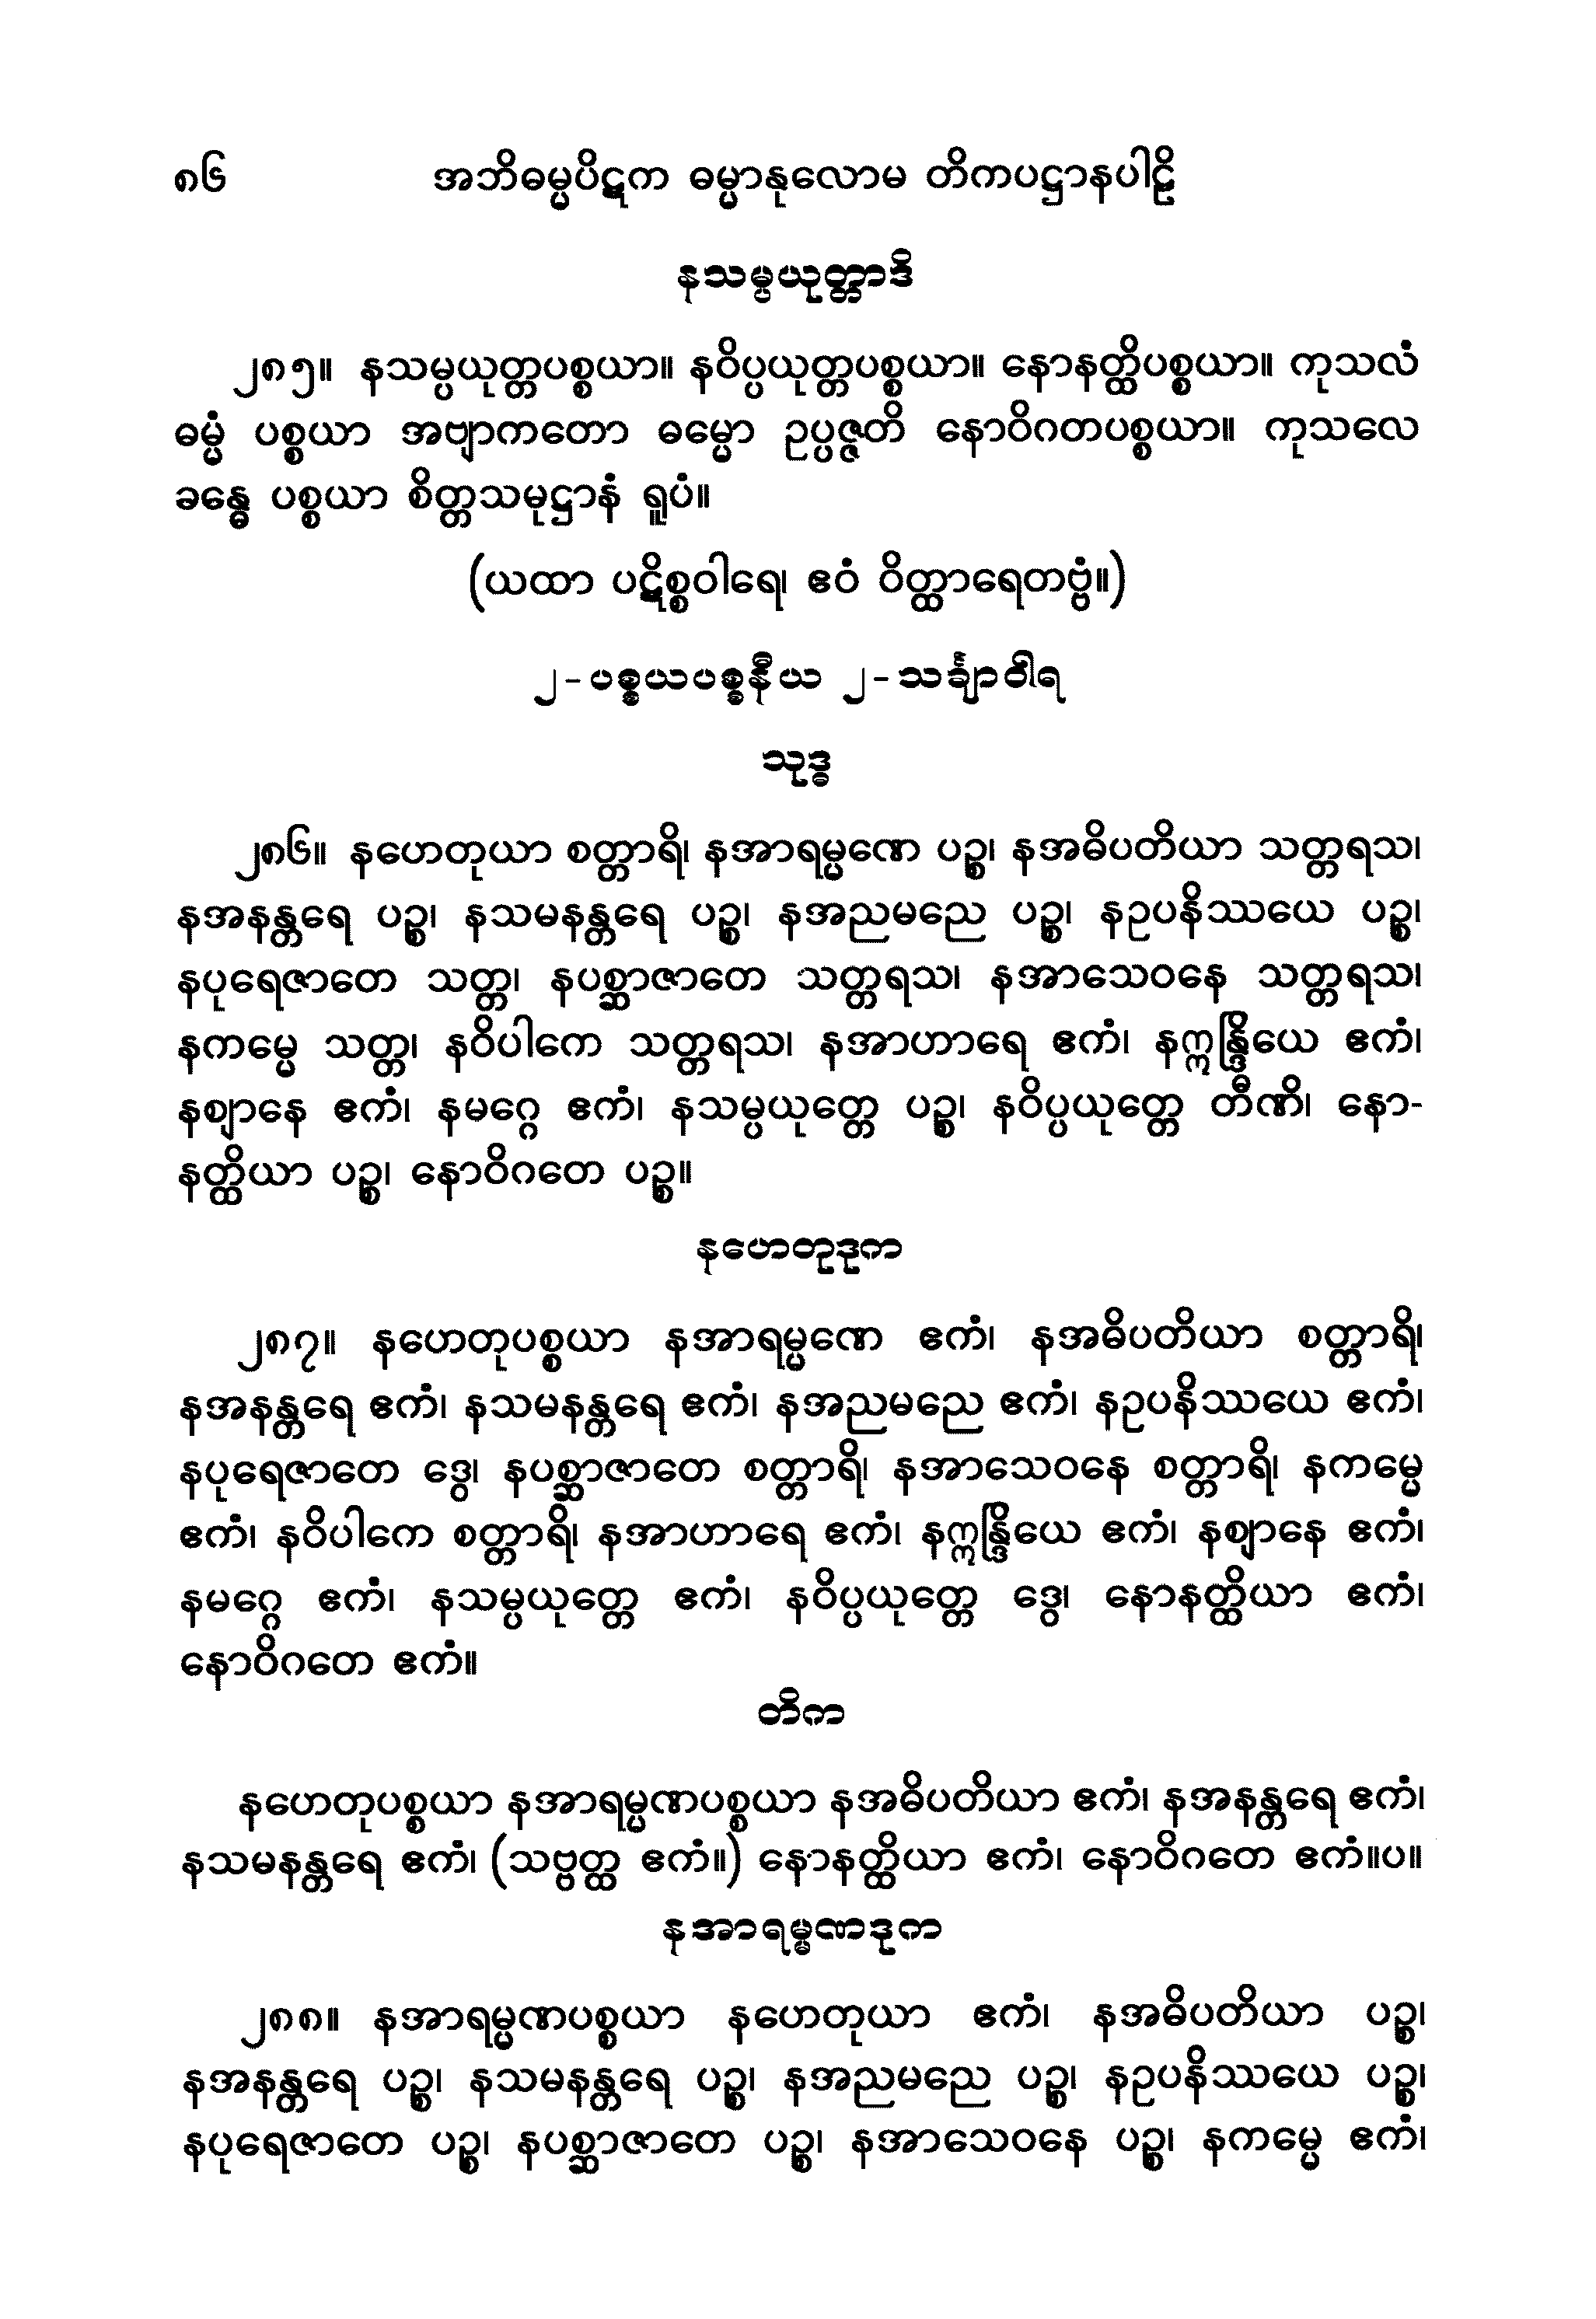 ၈၆ အဘိဓမ္မပိဋက ဓမ္မာနုလောမ တိကပဋ္ဌာနပါဠိ
နသမ္ပယုတ္တာဒိ
၂၈၅။ နသမ္ပယုတ္တပစ္စယာ။ နဝိပ္ပယုတ္တပစ္စယာ။ နောနတ္ထိပစ္စယာ။ ကုသလံ
ဓမ္မံ ပစ္စယာ အဗျာကတော ဓမ္မော ဥပ္ပဇ္ဇတိ နောဝိဂတပစ္စယာ။ ကုသလေ
ခန္ဓေ ပစ္စယာ စိတ္တသမုဋ္ဌာနံ ရူပံ။
(ယထာ ပဋိစ္စဝါရေ၊ ဧဝံ ဝိတ္ထာရေတဗ္ဗံ။)
၂-ပစ္စယပစ္စနီယ ၂-သင်္ချာဝါရ
သုဒ္ဓ
၂၈၆။ နဟေတုယာ စတ္တာရိ၊ နအာရမ္မဏေ ပဉ္စ၊ နအဓိပတိယာ သတ္တရသ၊
နအနန္တရေ ပဉ္စ၊ နသမနန္တရေ ပဉ္စ၊ နအညမညေ ပဉ္စ၊ နဥပနိဿယေ ပဉ္စ၊
နပုရေဇာတေ သတ္တ၊ နပစ္ဆာဇာတေ သတ္တရသ၊ နအာသေဝနေ သတ္တရသ၊
နကမ္မေ သတ္တ၊ နဝိပါကေ သတ္တရသ၊ နအာဟာရေ ဧကံ၊ နဣန္ဒြိယေ ဧကံ၊
နဈာနေ ဧကံ၊ နမဂ္ဂေ ဧကံ၊ နသမ္ပယုတ္တေ ပဉ္စ၊ နဝိပ္ပယုတ္တေ တီဏိ၊ နော-
နတ္ထိယာ ပဉ္စ၊ နောဝိဂတေ ပဉ္စ။
နဟေတုဒုက
၂၈၇။ နဟေတုပစ္စယာ နအာရမ္မဏေ ဧကံ၊ နအဓိပတိယာ စတ္တာရိ၊
နအနန္တရေ ဧကံ၊ နသမနန္တရေ ဧကံ၊ နအညမညေ ဧကံ၊ နဥပနိဿယေ ဧကံ၊
နပုရေဇာတေ ဒွေ၊ နပစ္ဆာဇာတေ စတ္တာရိ၊ နအာသေဝနေ စတ္တာရိ၊ နကမ္မေ
ဧကံ၊ နဝိပါကေ စတ္တာရိ၊ နအာဟာရေ ဧကံ၊ နဣန္ဒြိယေ ဧကံ၊ နဈာနေ ဧကံ၊
နမဂ္ဂေ ဧကံ၊ နသမ္ပယုတ္တေ ဧကံ၊ နဝိပ္ပယုတ္တေ ဒွေ၊ နောနတ္ထိယာ ဧကံ၊
နောဝိဂတေ ဧကံ။
တိက
နဟေတုပစ္စယာ နအာရမ္မဏပစ္စယာ နအဓိပတိယာ ဧကံ၊ နအနန္တရေ ဧကံ၊
နသမနန္တရေ ဧကံ၊ (သဗ္ဗတ္ထ ဧကံ။) နောနတ္ထိယာ ဧကံ၊ နောဝိဂတေ ဧကံ။ပ။
နအာရမ္မဏဒုက
၂၈၈။ နအာရမ္မဏပစ္စယာ နဟေတုယာ ဧကံ၊ နအဓိပတိယာ ပဉ္စ၊
နအနန္တရေ ပဉ္စ၊ နသမနန္တရေ ပဉ္စ၊ နအညမညေ ပဉ္စ၊ နဥပနိဿယေ ပဉ္စ၊
နပုရေဇာတေ ပဉ္စ၊ နပစ္ဆာဇာတေ ပဉ္စ၊ နအာသေဝနေ ပဉ္စ၊ နကမ္မေ ဧကံ၊